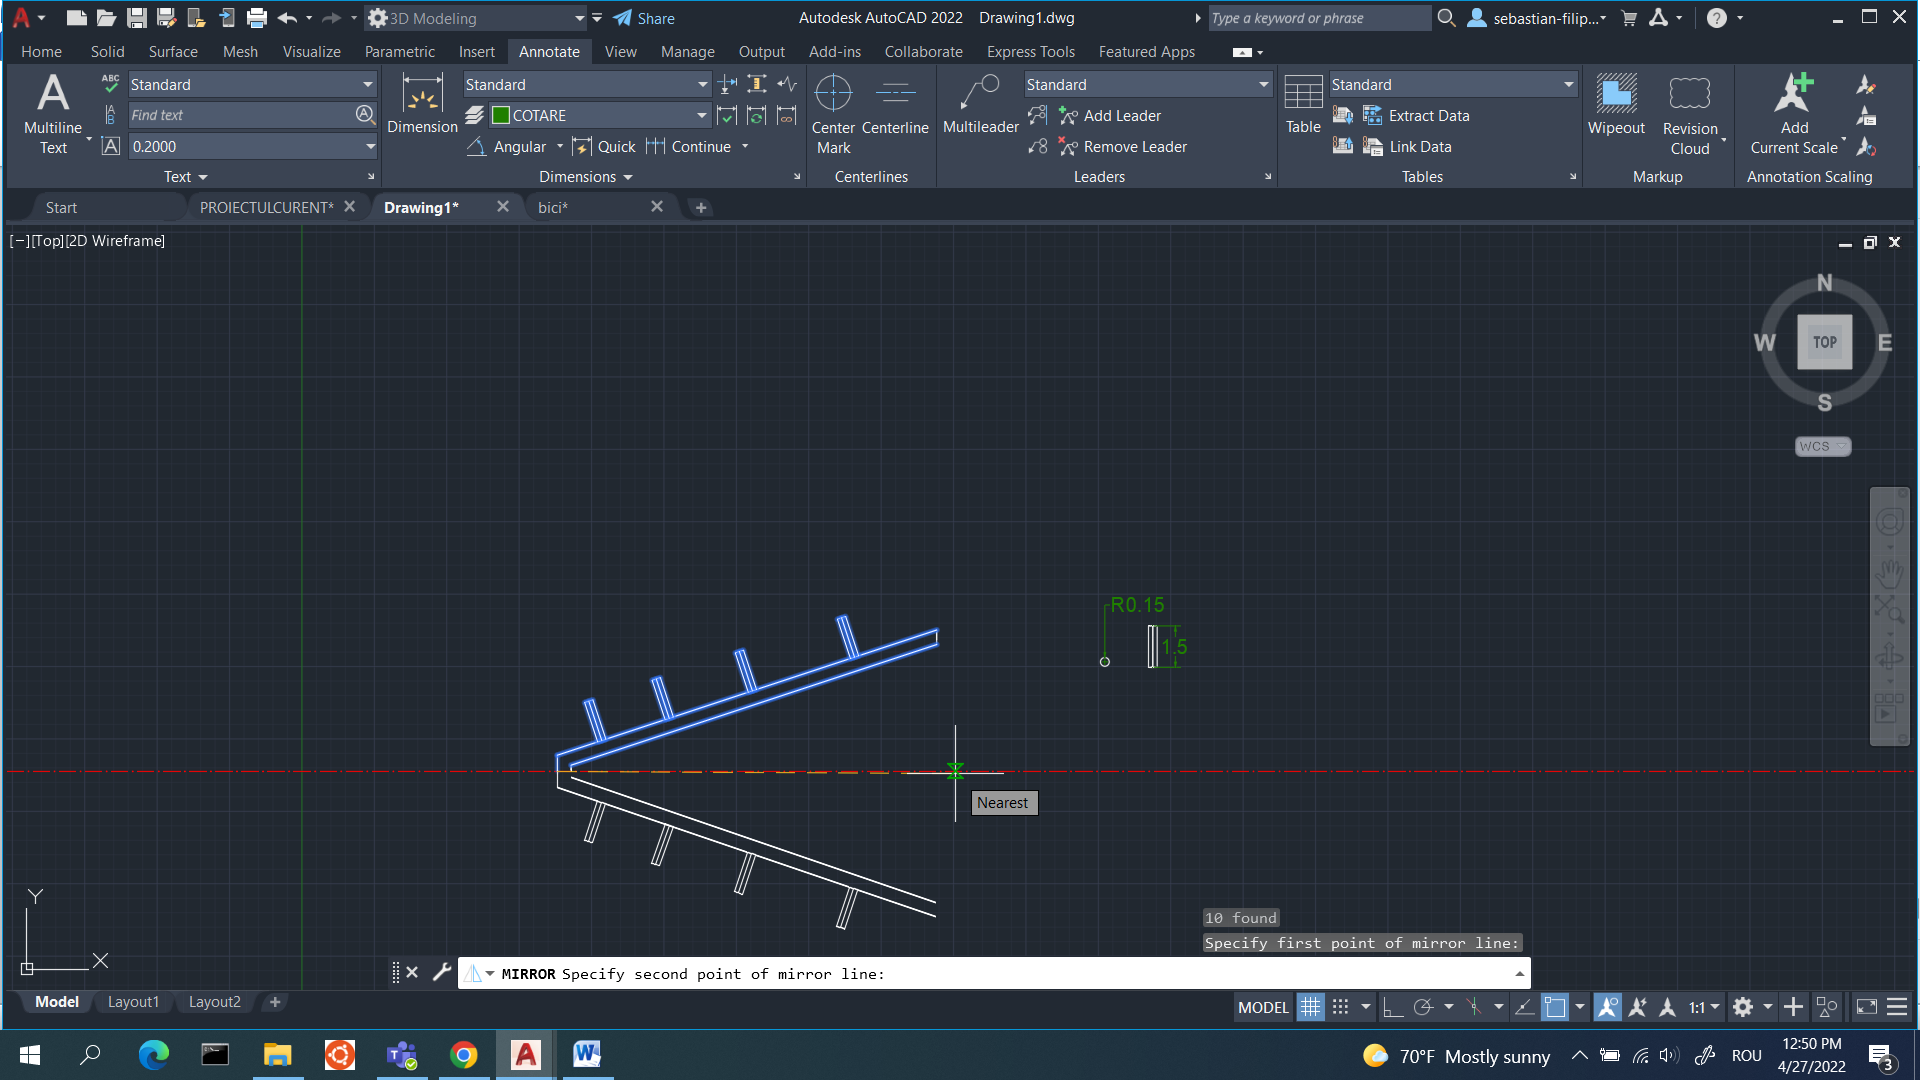 3D Modeling
Share
Autodesk AutoCAD 2022 Drawing1.dwg
Type a keyword or phrase
sebastian-filip...
Home Solid Surface Mesh Visualize Parametric Insert Annotate View Manage Output Add-ins Collaborate Express Tools Featured Apps
A
Multiline
Text
ABC
Standard
Find text
0.2000
Text
Dimension
Standard
COTARE
Angular Quick Continue
Dimensions
Center
Mark
Centerline
Centerlines
Multileader
Standard
Add Leader
Remove Leader
Leaders
Table
Standard
Extract Data
Link Data
Tables
Wipeout
Revision
Cloud
Markup
Add
Current Scale
Annotation Scaling
Start
PROIECTULCURENT*
Drawing1*
bici*
[−][Top][2D Wireframe]
N
W TOP E
S
WCS
R0.15
1.5
Nearest
Y
X
10 found
Specify first point of mirror line:
MIRROR Specify second point of mirror line:
Model Layout1 Layout2
MODEL
1:1
70°F Mostly sunny
ROU
12:50 PM
4/27/2022
3